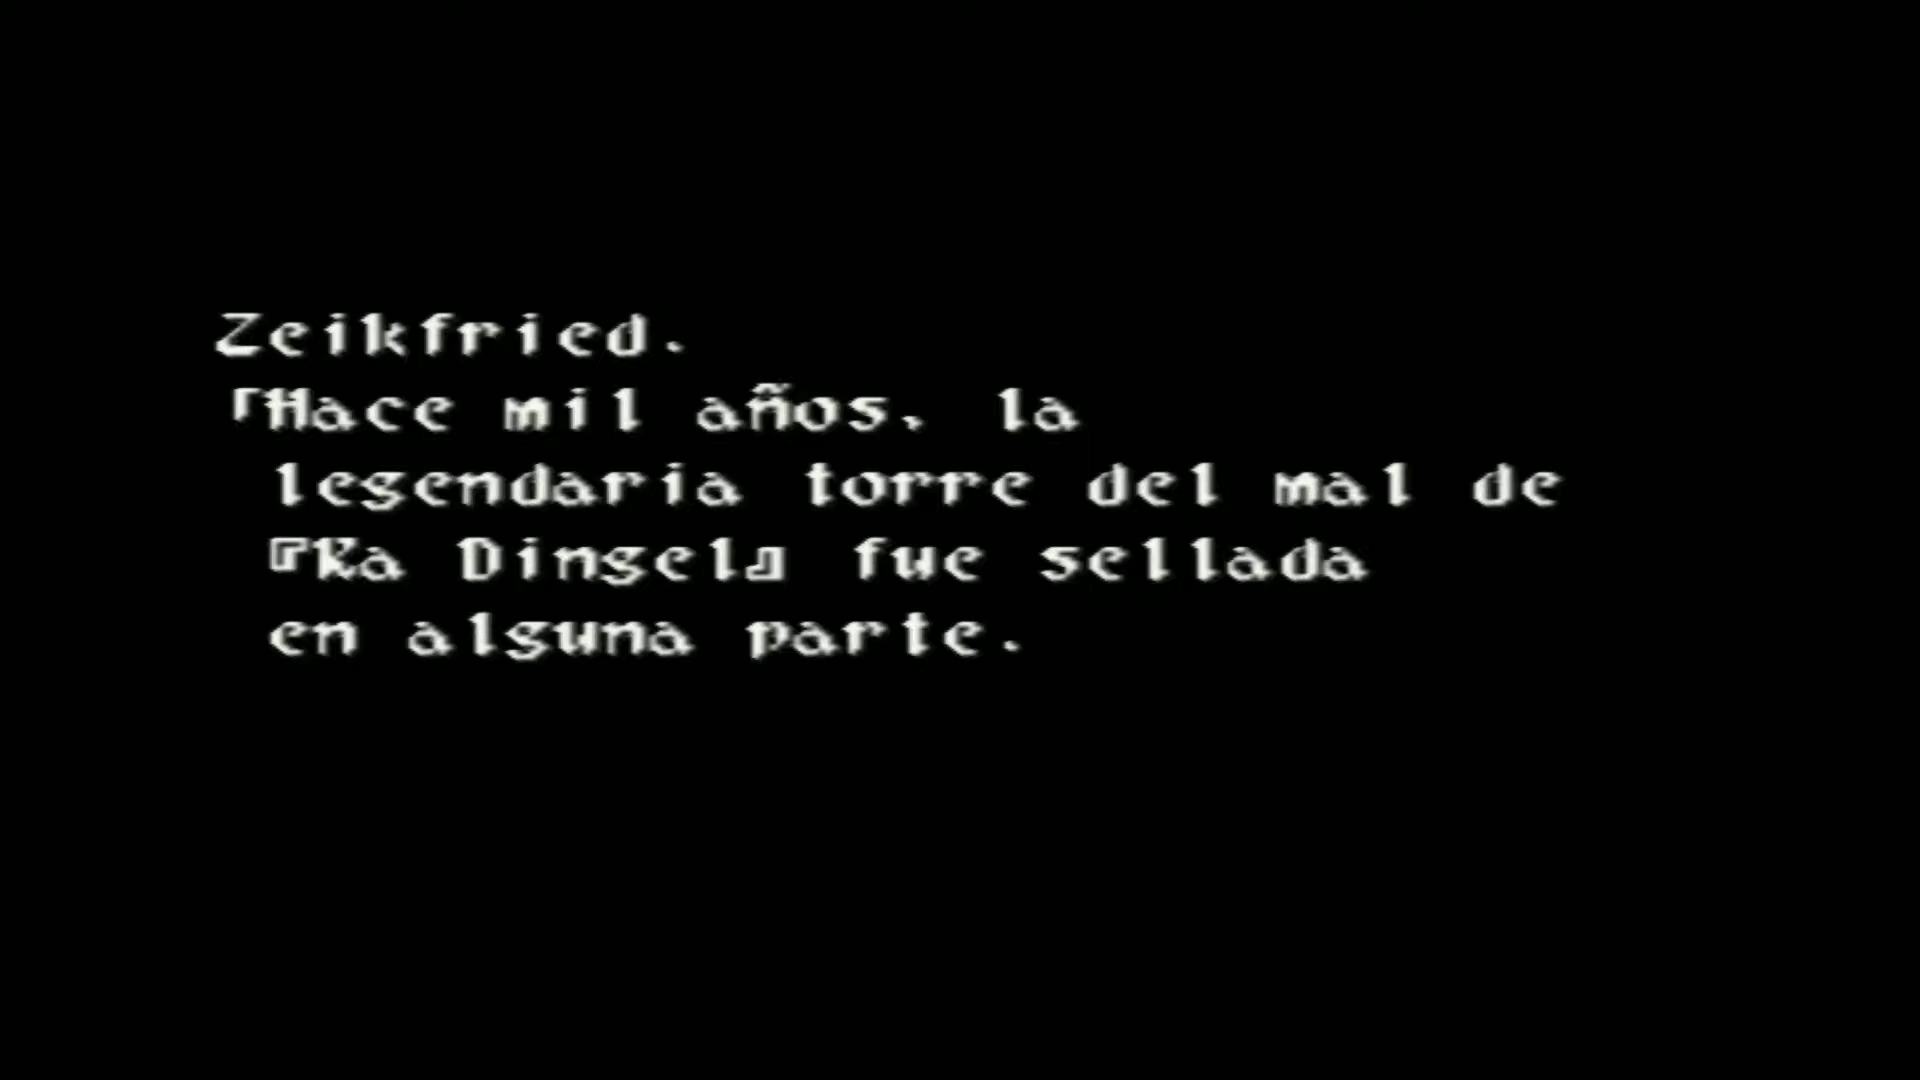 Zeikfried.
「Hace mil años, la
legendaria torre del mal de
『Ka Dingel』 fue sellada
en alguna parte.